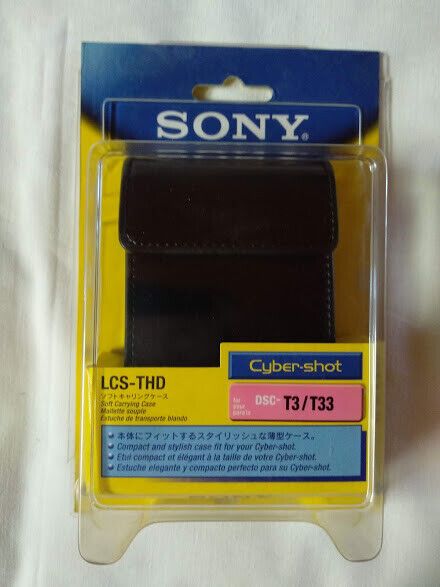 SONY®
Cyber-shot
LCS-THD
ソフトキャリングケース
Soft Carrying Case
Mallette souple
Estuche de transporte blando
for
pour
para la
DSC- T3/T33
● 本体にフィットするスタイリッシュな薄型ケース。
● Compact and stylish case fit for your Cyber-shot.
● Etui compact et élégant à la taille de votre Cyber-shot.
● Estuche elegante y compacto perfecto para su Cyber-shot.